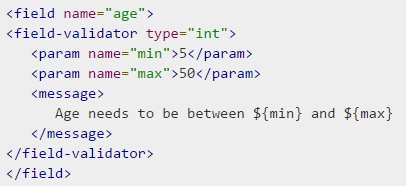 <field name="age">
<field-validator type="int">
   <param name="min">5</param>
   <param name="max">50</param>
   <message>
      Age needs to be between ${min} and ${max}
   </message>
</field-validator>
</field>